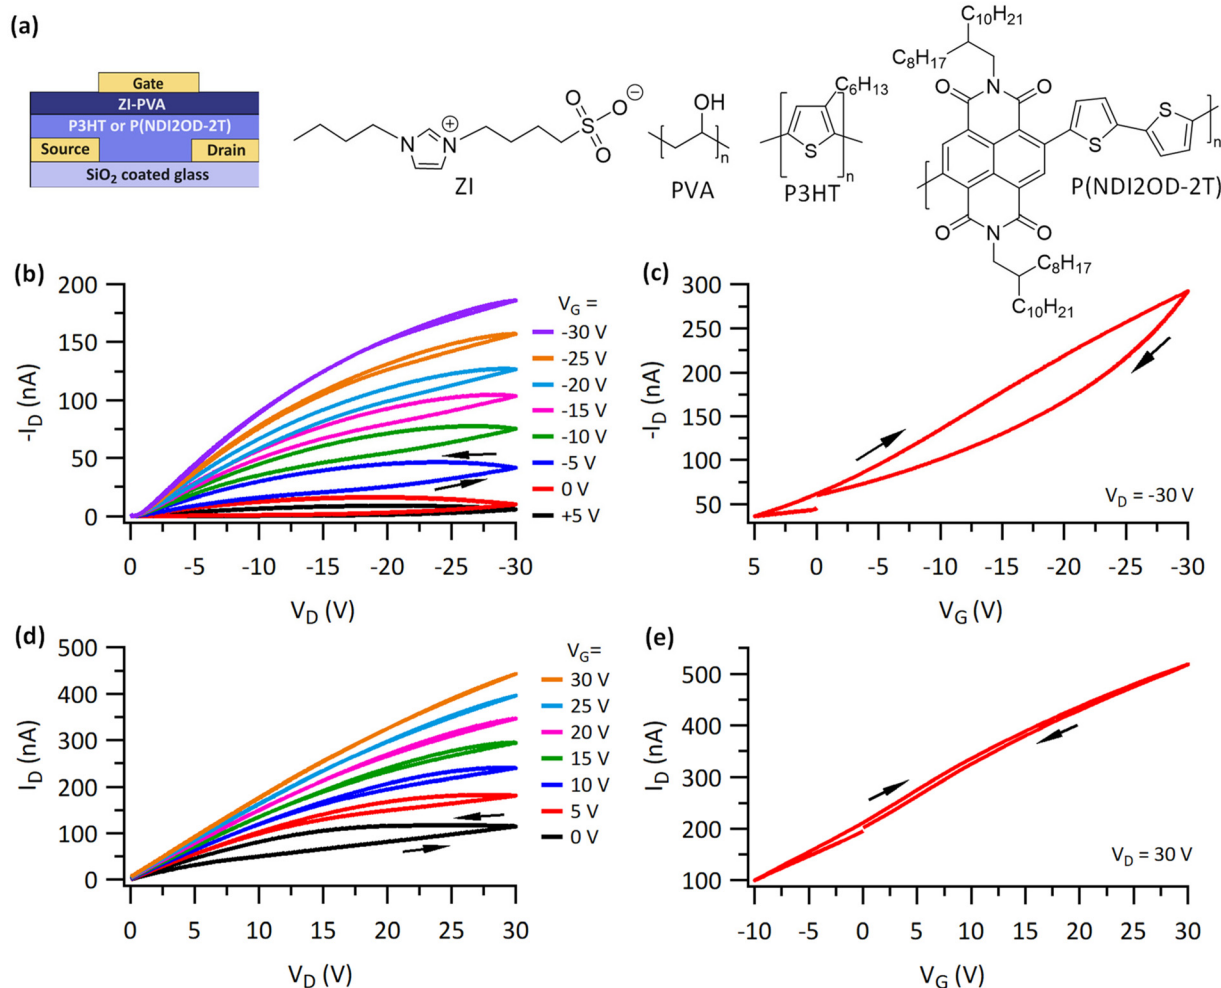 (a)
Gate
ZI-PVA
P3HT or P(NDI2OD-2T)
Source
Drain
SiO2 coated glass
N
⊕
N
S
O
O
O
⊖
ZI
OH
n
PVA
C6H13
S
n
P3HT
C10H21
C8H17
O
N
O
S
S
n
O
N
O
C8H17
C10H21
P(NDI2OD-2T)
(b)
200
150
100
50
0
-ID (nA)
0
-5
-10
-15
-20
-25
-30
VD (V)
VG =
-30 V
-25 V
-20 V
-15 V
-10 V
-5 V
0 V
+5 V
(c)
300
250
200
150
100
50
-ID (nA)
5
0
-5
-10
-15
-20
-25
-30
VG (V)
VD = -30 V
(d)
500
400
300
200
100
0
ID (nA)
0
5
10
15
20
25
30
VD (V)
VG=
30 V
25 V
20 V
15 V
10 V
5 V
0 V
(e)
500
400
300
200
100
ID (nA)
-10
-5
0
5
10
15
20
25
30
VG (V)
VD = 30 V